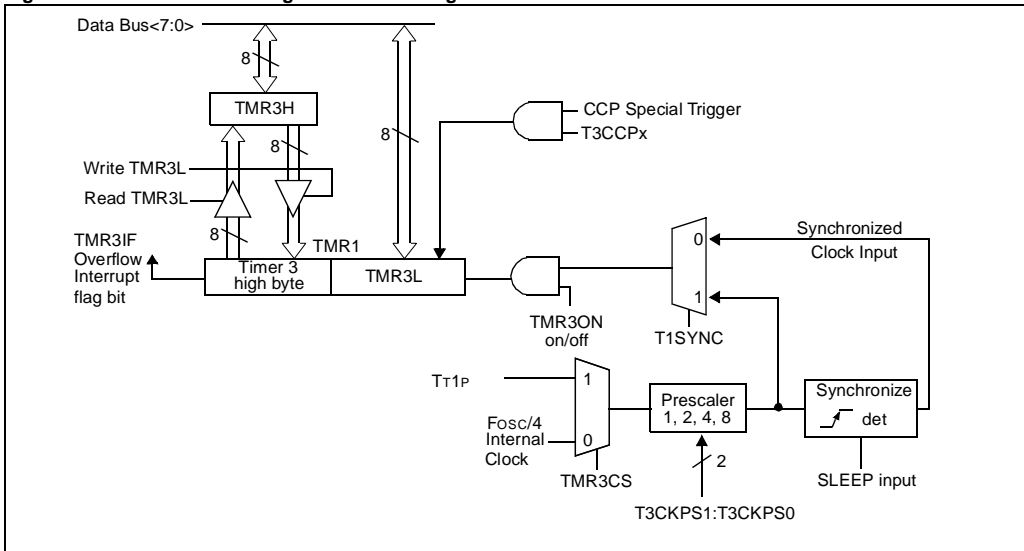 Data Bus<7:0>
8
TMR3H
CCP Special Trigger
T3CCPx
8
8
Write TMR3L
Read TMR3L
8
TMR3IF
Overflow
Interrupt
flag bit
TMR1
Timer 3
high byte
TMR3L
0
Synchronized
Clock Input
1
TMR3ON
on/off
T1SYNC
TT1P
1
Prescaler
1, 2, 4, 8
Synchronize
det
FOSC/4
Internal
Clock
0
2
TMR3CS
SLEEP input
T3CKPS1:T3CKPS0